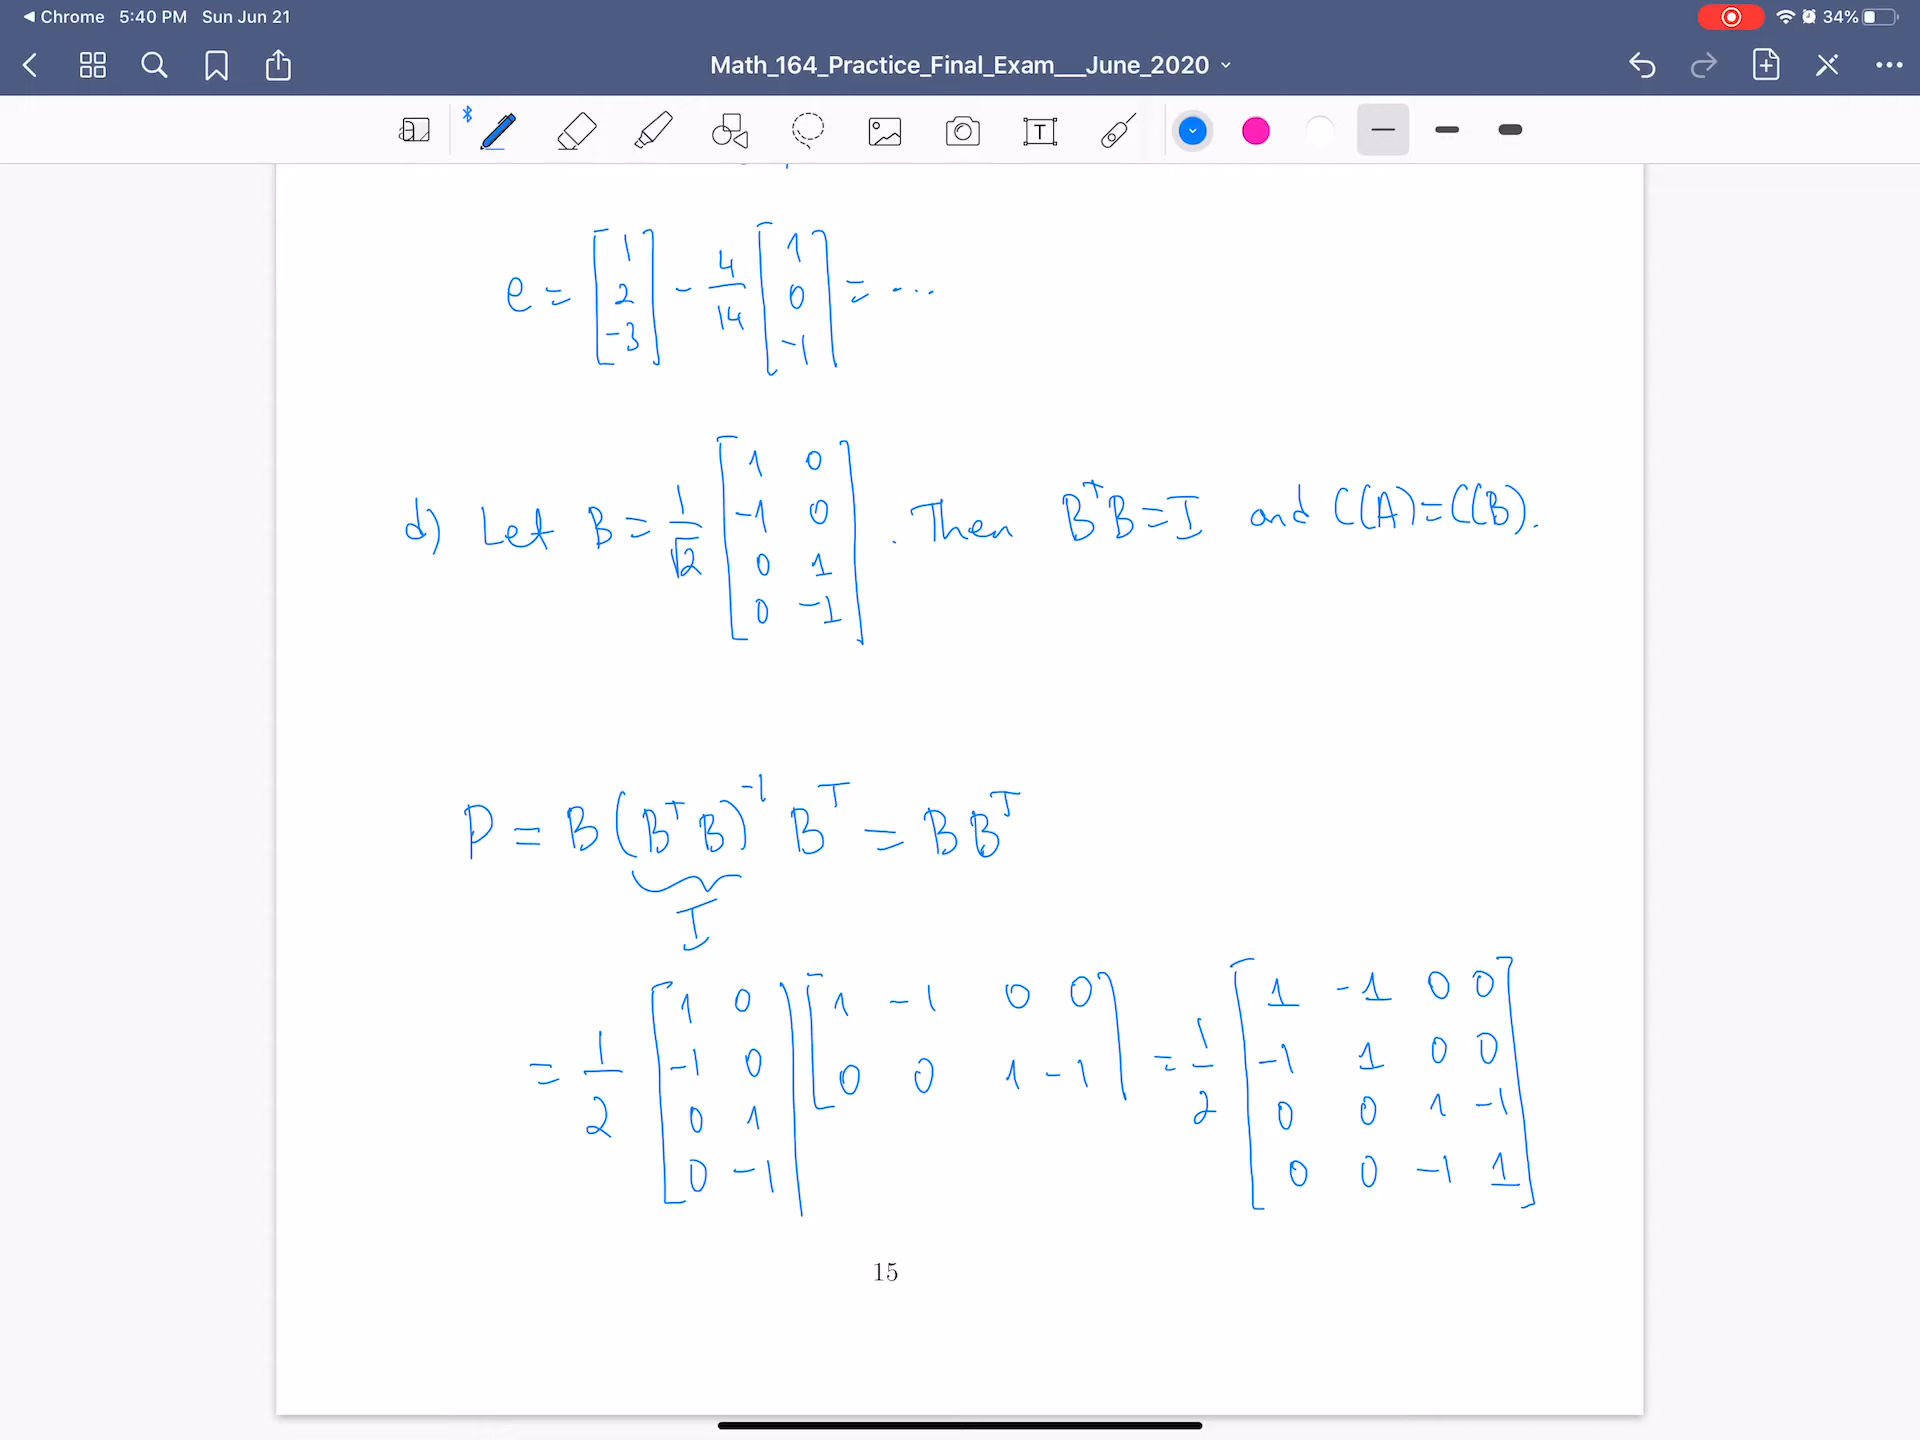 Chrome 5:40 PM Sun Jun 21 34%
Math_164_Practice_Final_Exam___June_2020
e = [1 2 -3] - 4/14 [1 0 -1] = ...
d) Let B = 1/√2 [1 0; -1 0; 0 1; 0 -1]. Then BᵀB = I and C(A)=C(B).
P = B (BᵀB)⁻¹ Bᵀ = BBᵀ
I
= 1/2 [1 0; -1 0; 0 1; 0 -1] [1 -1 0 0; 0 0 1 -1] = 1/2 [1 -1 0 0; -1 1 0 0; 0 0 1 -1; 0 0 -1 1]
15